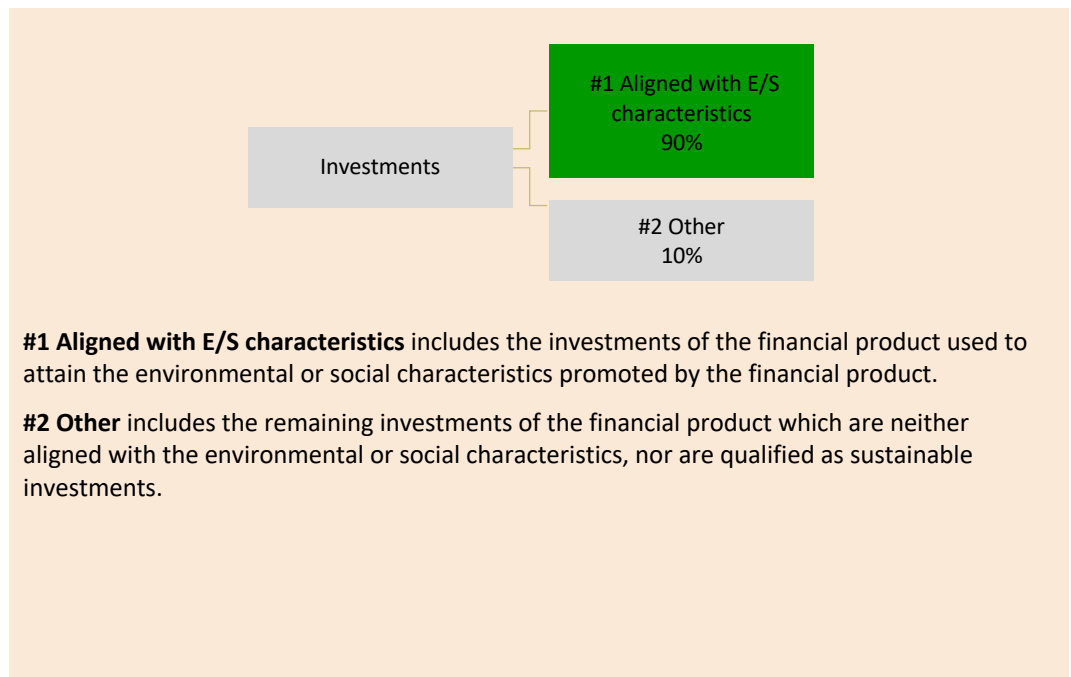 #1 Aligned with E/S
characteristics
90%
Investments
#2 Other
10%
#1 Aligned with E/S characteristics includes the investments of the financial product used to
attain the environmental or social characteristics promoted by the financial product.
#2 Other includes the remaining investments of the financial product which are neither
aligned with the environmental or social characteristics, nor are qualified as sustainable
investments.